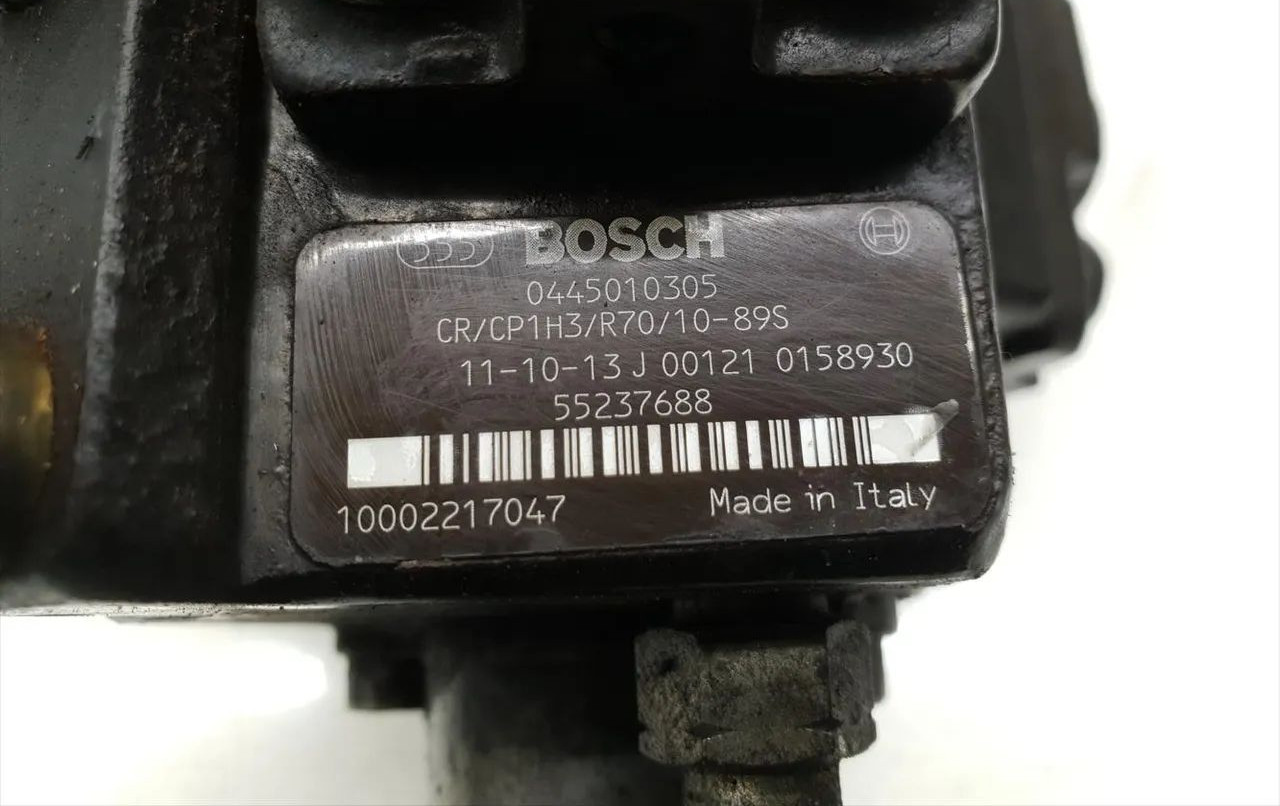 BOSCH
0445010305
CR/CP1H3/R70/10-89S
11-10-13 J 00121 0158930
55237688
10002217047 Made in Italy